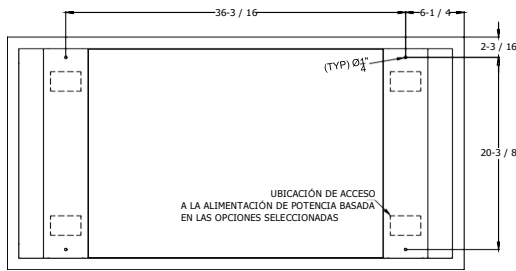 36-3 / 16
6-1 / 4
2-3 / 16
(TYP) Ø1/4"
20-3 / 8
UBICACIÓN DE ACCESO
A LA ALIMENTACIÓN DE POTENCIA BASADA
EN LAS OPCIONES SELECCIONADAS